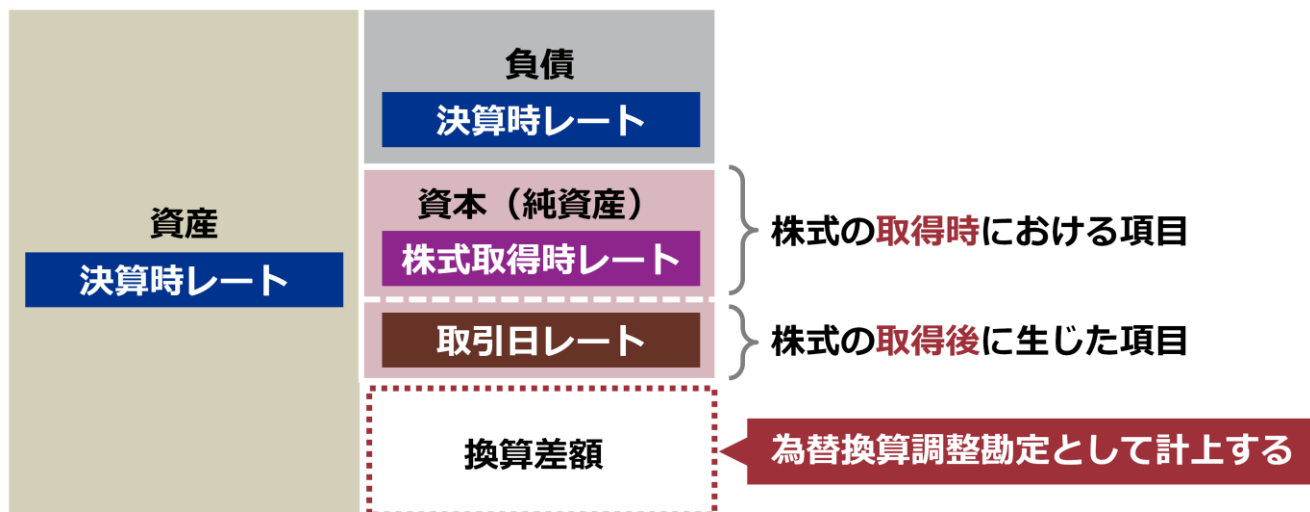 資産
決算時レート
負債
決算時レート
資本（純資産）
株式取得時レート
取引日レート
換算差額
株式の取得時における項目
株式の取得後に生じた項目
為替換算調整勘定として計上する